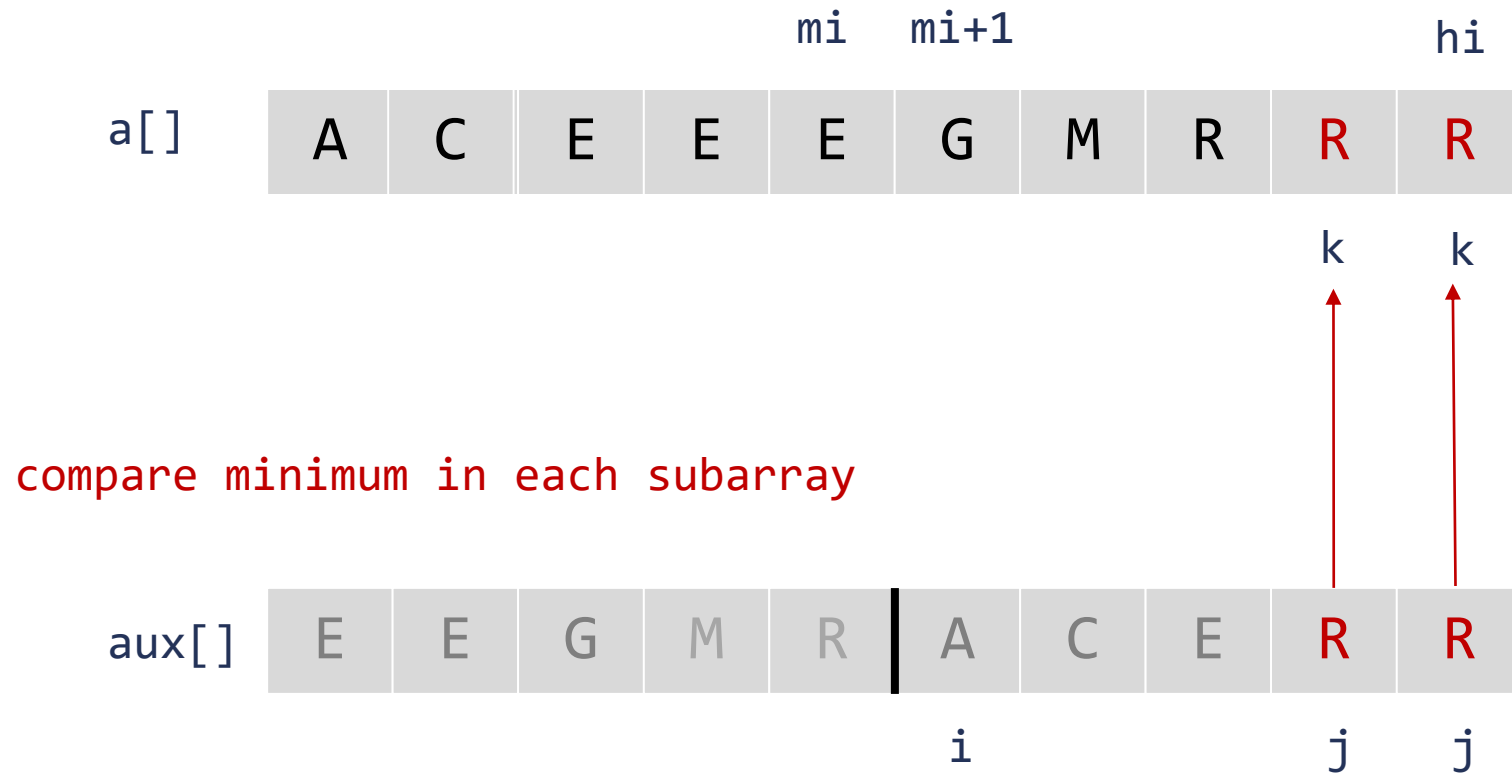 mi mi+1 hi
a[] A C E E E G M R R R
k k
compare minimum in each subarray
aux[] E E G M R A C E R R
i j j